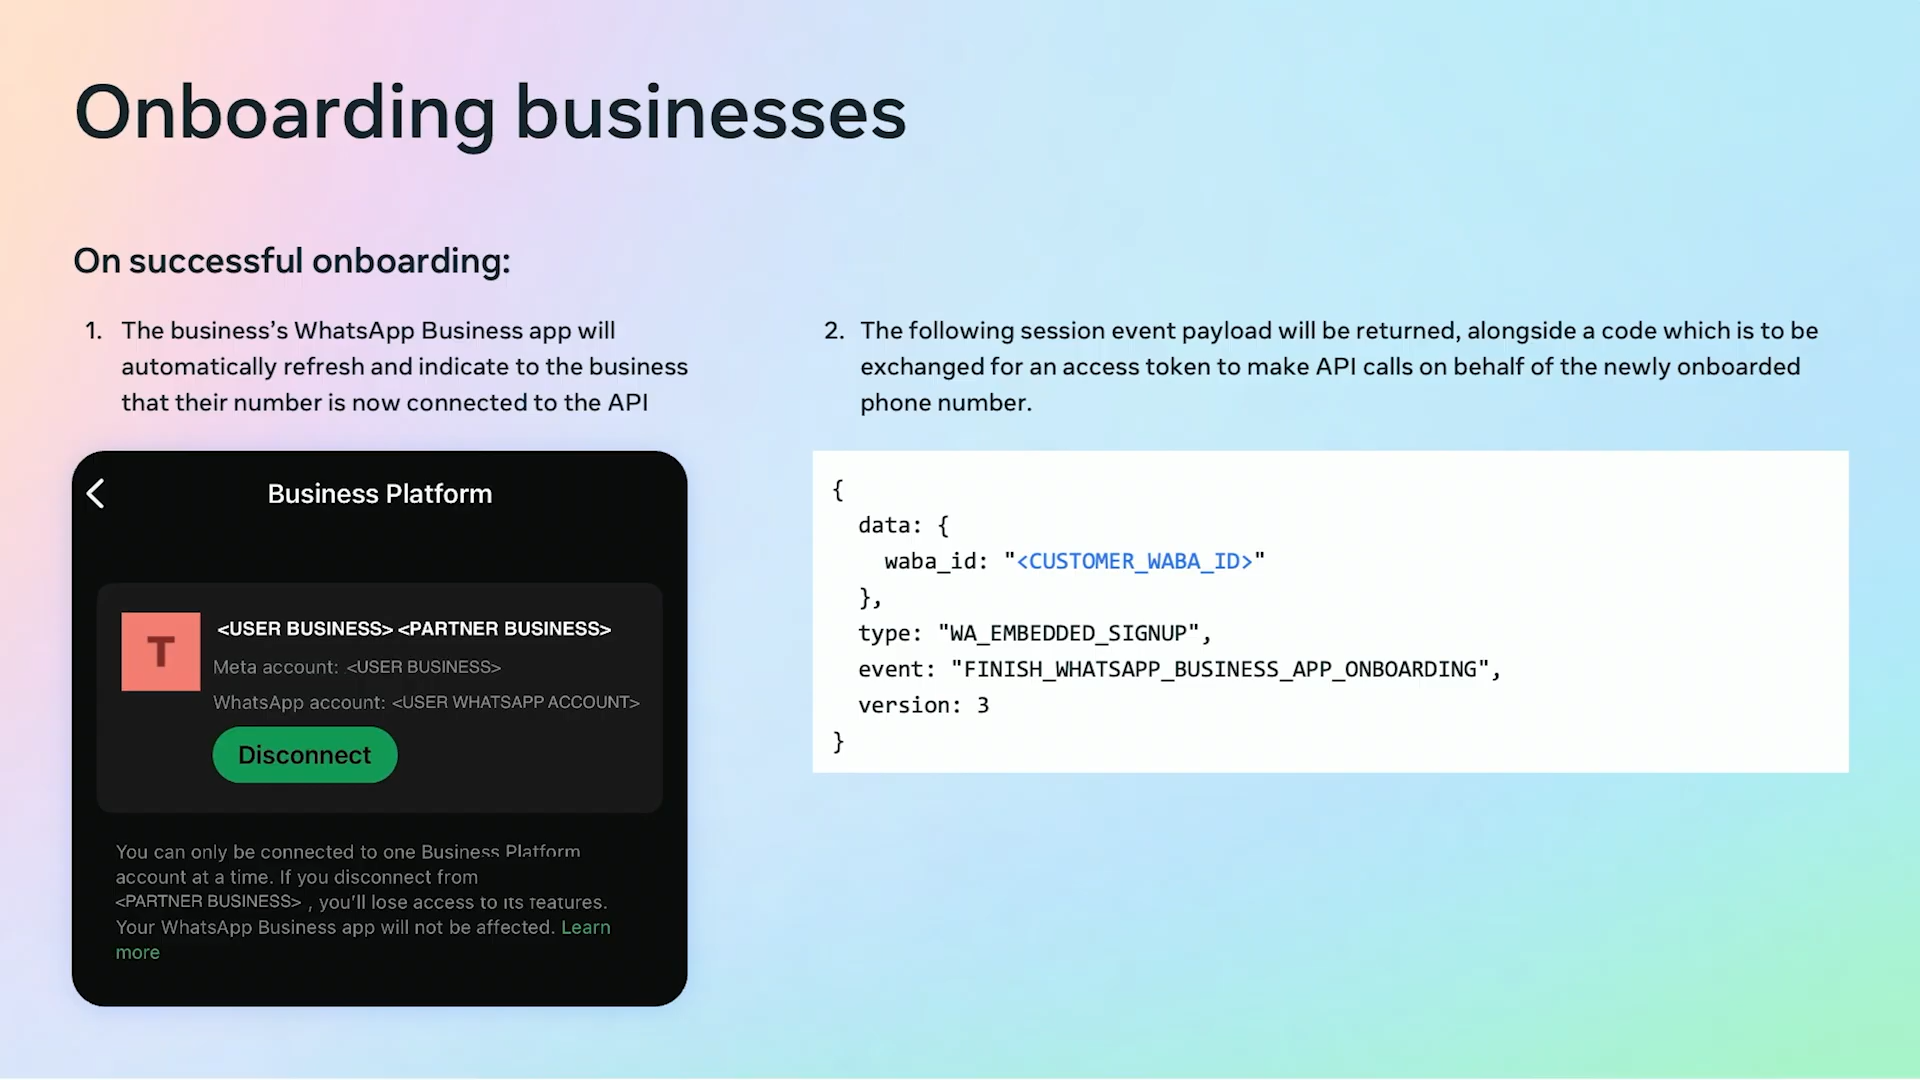 Onboarding businesses
On successful onboarding:
1. The business’s WhatsApp Business app will
automatically refresh and indicate to the business
that their number is now connected to the API
Business Platform
T
<USER BUSINESS> <PARTNER BUSINESS>
Meta account: <USER BUSINESS>
WhatsApp account: <USER WHATSAPP ACCOUNT>
Disconnect
You can only be connected to one Business Platform
account at a time. If you disconnect from
<PARTNER BUSINESS> , you’ll lose access to its features.
Your WhatsApp Business app will not be affected. Learn
more
2. The following session event payload will be returned, alongside a code which is to be
exchanged for an access token to make API calls on behalf of the newly onboarded
phone number.
{
data: {
waba_id: "<CUSTOMER_WABA_ID>"
},
type: "WA_EMBEDDED_SIGNUP",
event: "FINISH_WHATSAPP_BUSINESS_APP_ONBOARDING",
version: 3
}